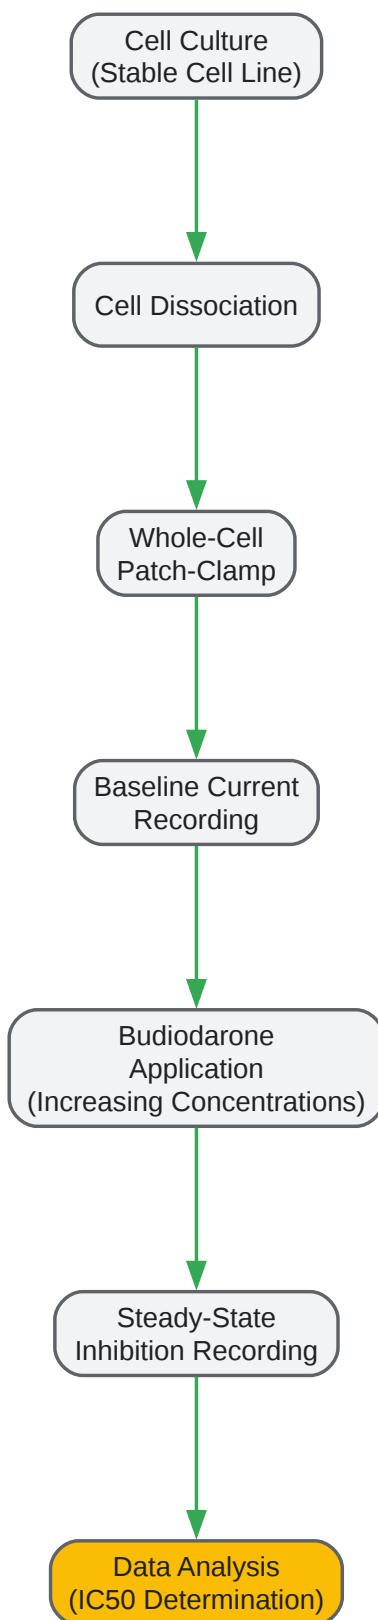 Cell Culture
(Stable Cell Line)
Cell Dissociation
Whole-Cell
Patch-Clamp
Baseline Current
Recording
Budiodarone
Application
(Increasing Concentrations)
Steady-State
Inhibition Recording
Data Analysis
(IC50 Determination)